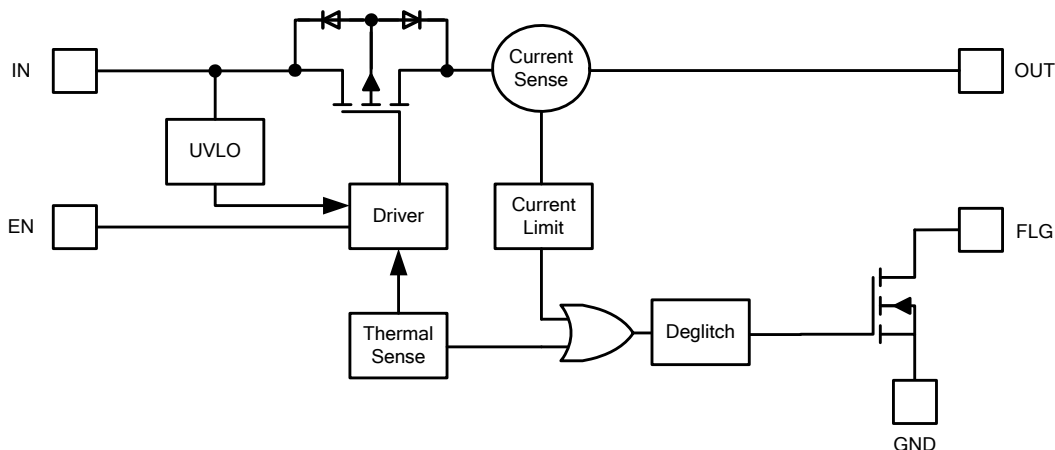 IN
Current
Sense
OUT
UVLO
EN
Driver
Current
Limit
FLG
Thermal
Sense
Deglitch
GND